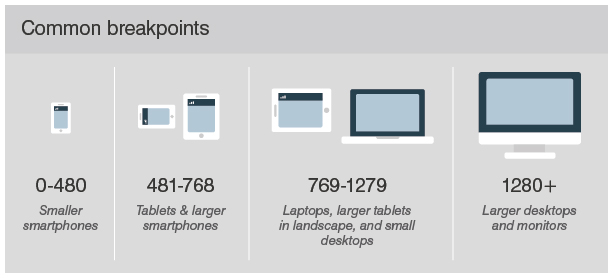 Common breakpoints
0-480
Smaller
smartphones
481-768
Tablets & larger
smartphones
769-1279
Laptops, larger tablets
in landscape, and small
desktops
1280+
Larger desktops
and monitors